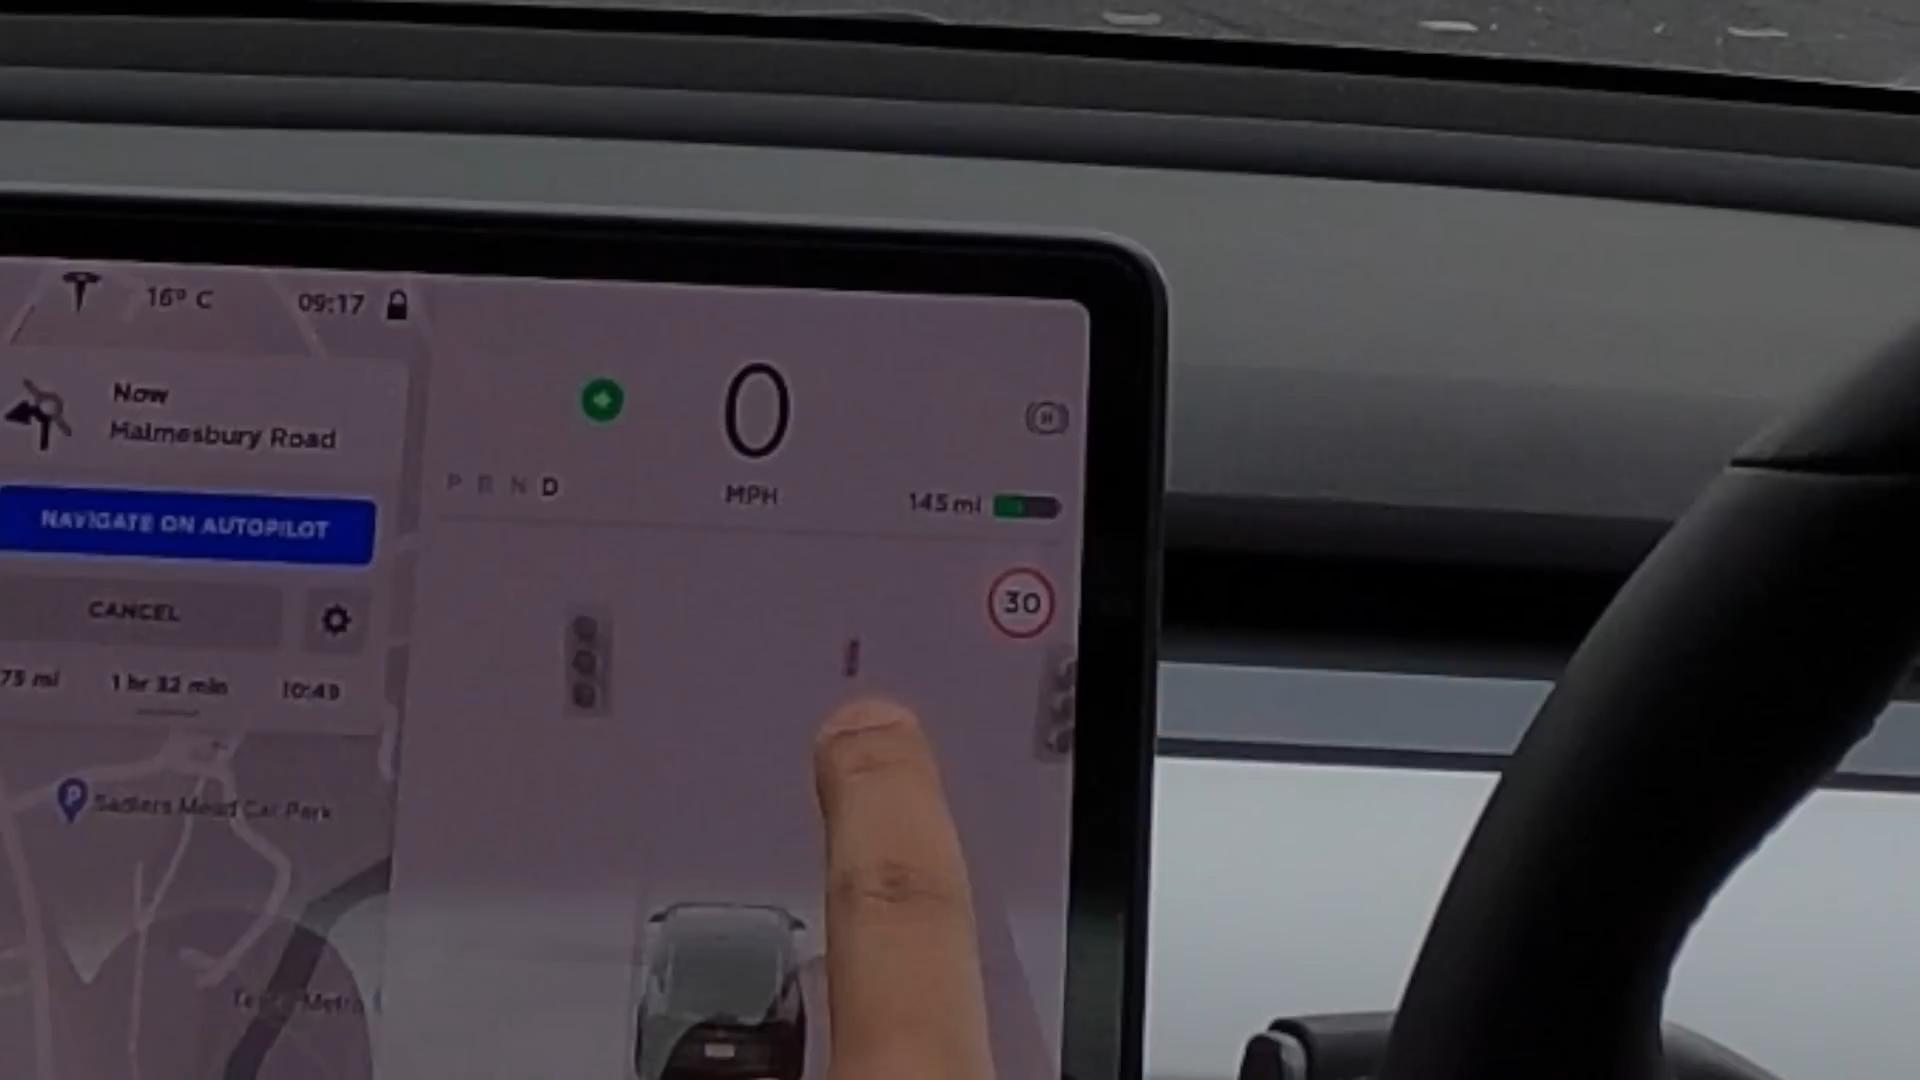 16° C
09:17
Now
Malmesbury Road
NAVIGATE ON AUTOPILOT
CANCEL
75 mi
1 hr 32 min
10:49
P
Sadlers Mead Car Park
0
MPH
P R N D
145 mi
30
Metro